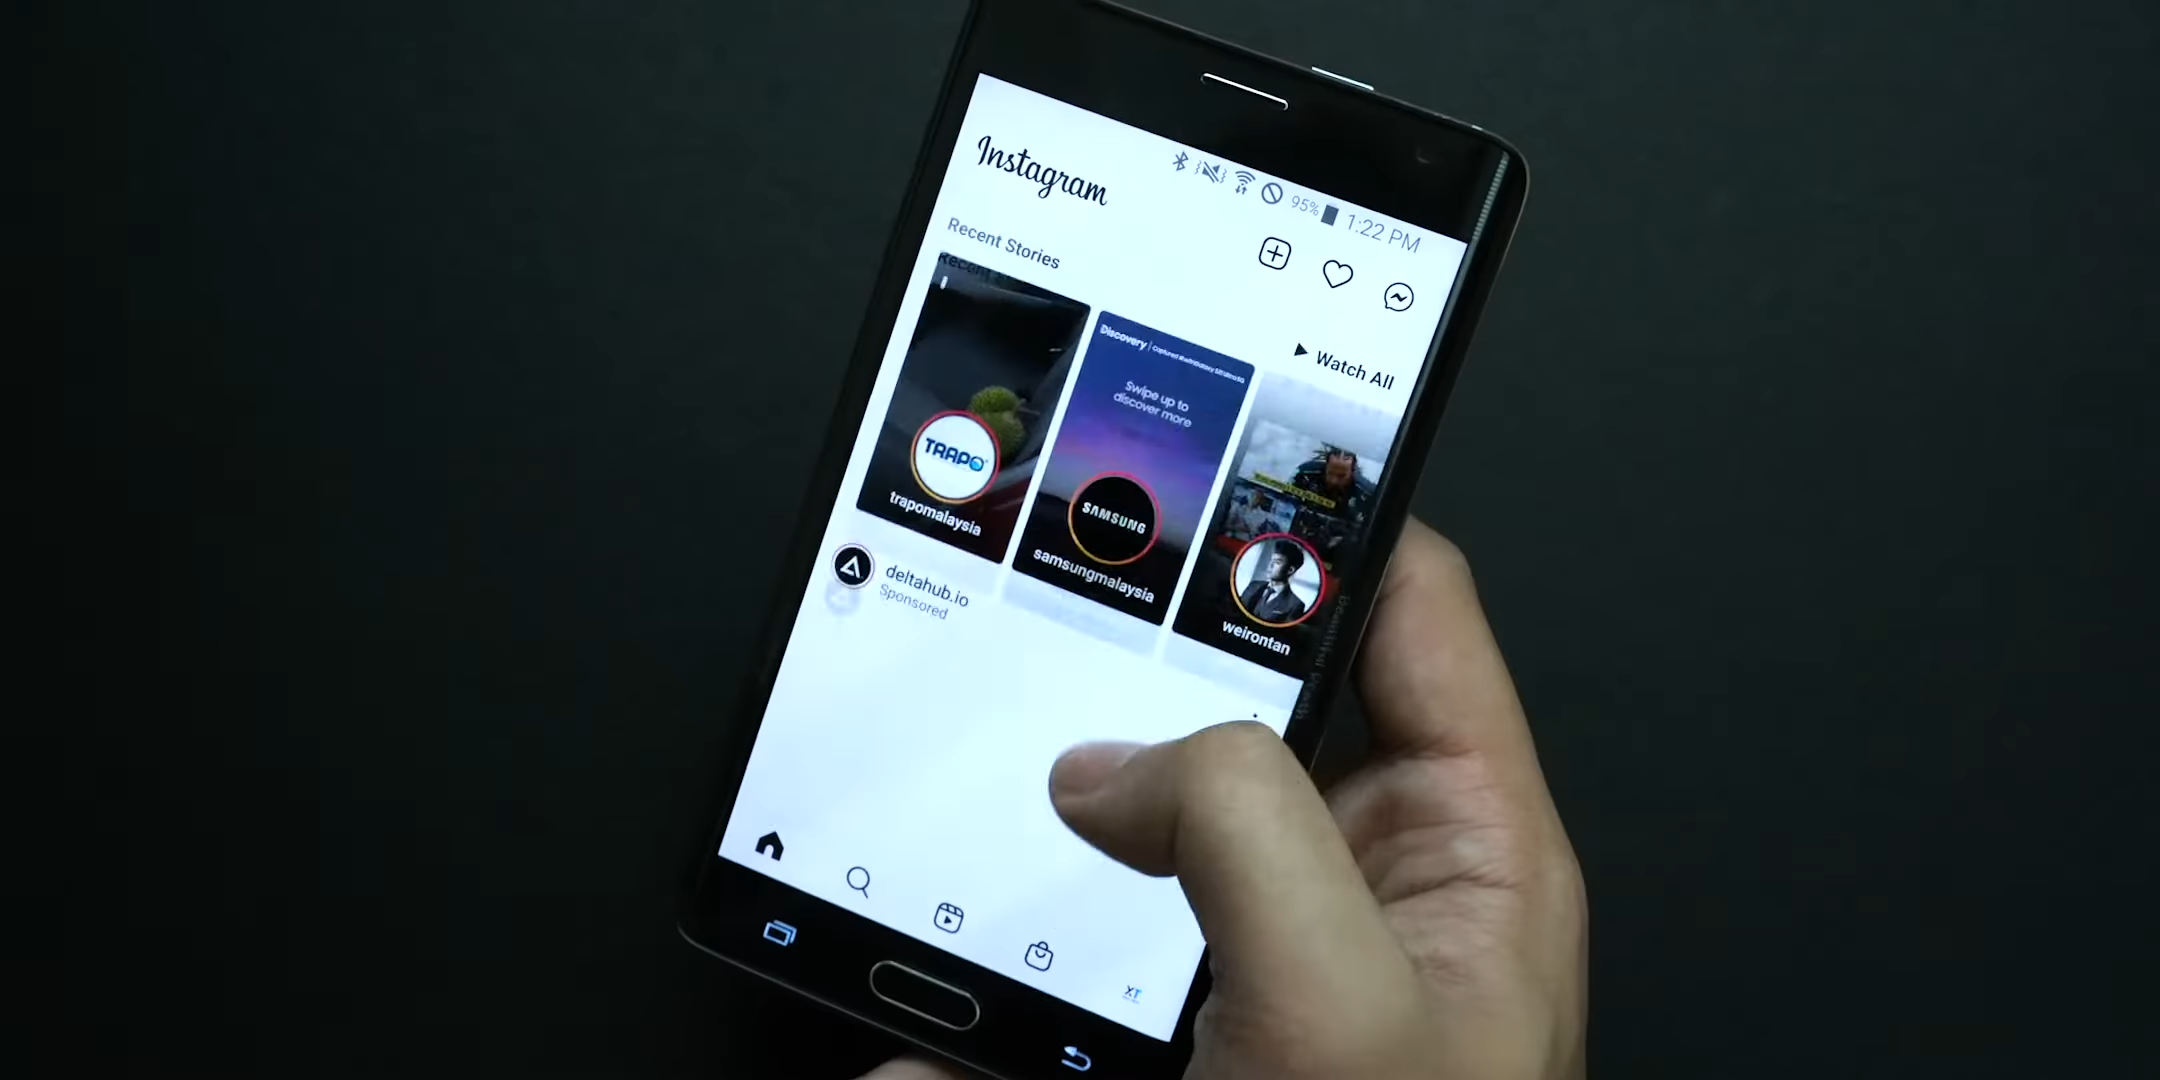 95% 1:22 PM
Instagram
Recent Stories
Watch All
Discovery
Swipe up to
discover more
TRAPO
trapomalaysia
SAMSUNG
samsungmalaysia
weirontan
deltahub.io
Sponsored
XT